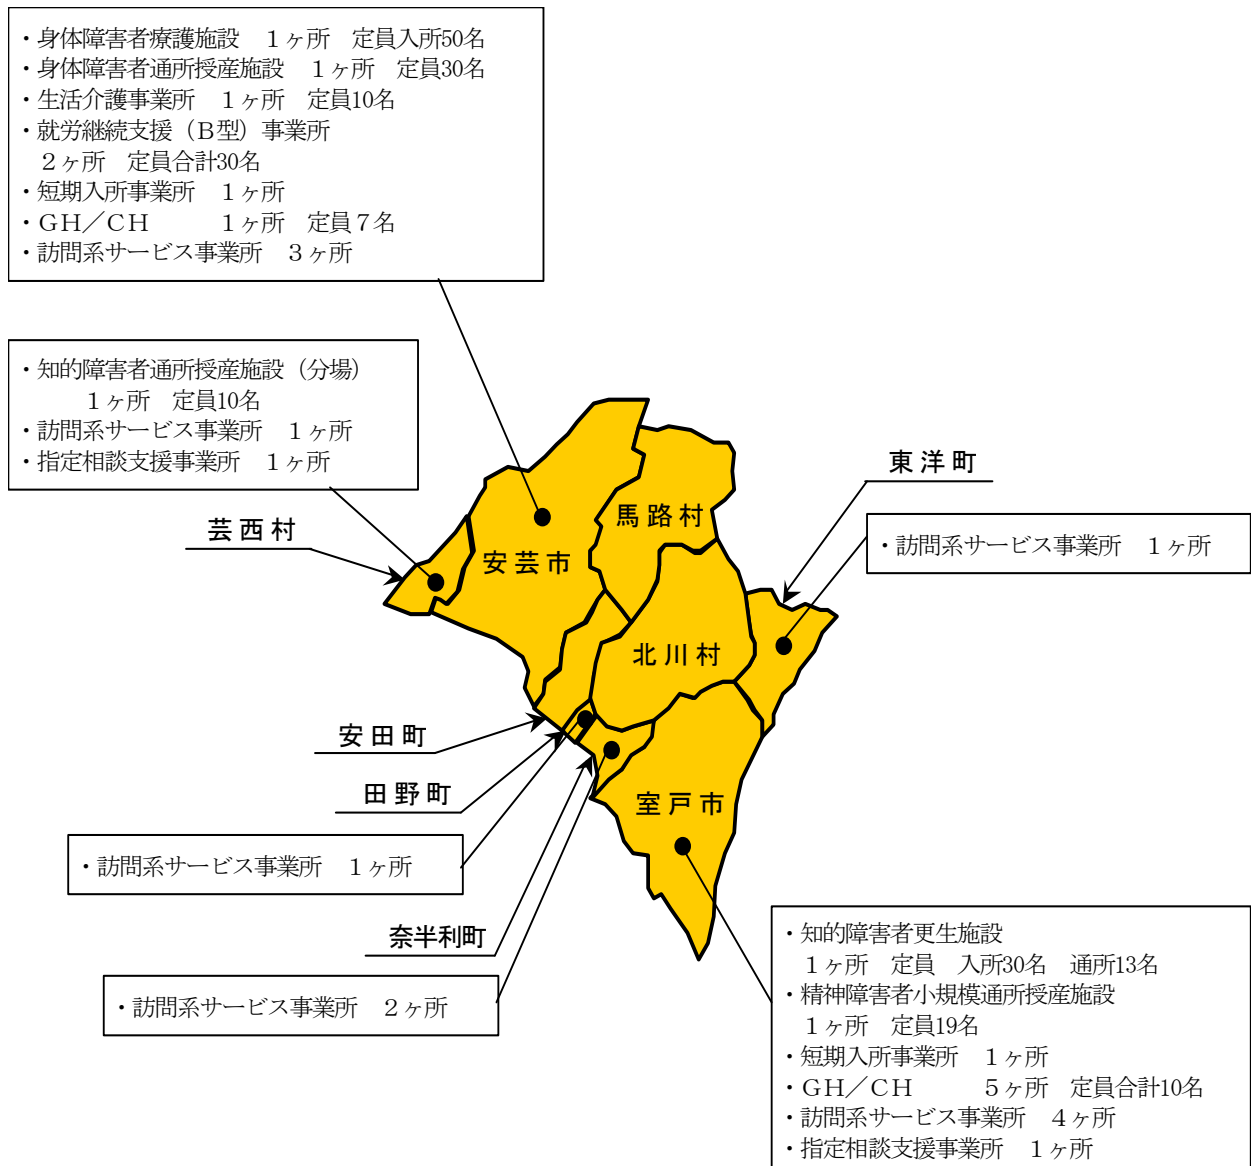 ・身体障害者療護施設　１ヶ所　定員入所50名
・身体障害者通所授産施設　１ヶ所　定員30名
・生活介護事業所　１ヶ所　定員10名
・就労継続支援（Ｂ型）事業所
２ヶ所　定員合計30名
・短期入所事業所　１ヶ所
・ＧＨ／ＣＨ　　　１ヶ所　定員７名
・訪問系サービス事業所　３ヶ所
・知的障害者通所授産施設（分場）
１ヶ所　定員10名
・訪問系サービス事業所　１ヶ所
・指定相談支援事業所　１ヶ所
東洋町
馬路村
芸西村
・訪問系サービス事業所　１ヶ所
安芸市
北川村
安田町
田野町
室戸市
・訪問系サービス事業所　１ヶ所
奈半利町
・訪問系サービス事業所　２ヶ所
・知的障害者更生施設
１ヶ所　定員　入所30名　通所13名
・精神障害者小規模通所授産施設
１ヶ所　定員19名
・短期入所事業所　１ヶ所
・ＧＨ／ＣＨ　　　５ヶ所　定員合計10名
・訪問系サービス事業所　４ヶ所
・指定相談支援事業所　１ヶ所